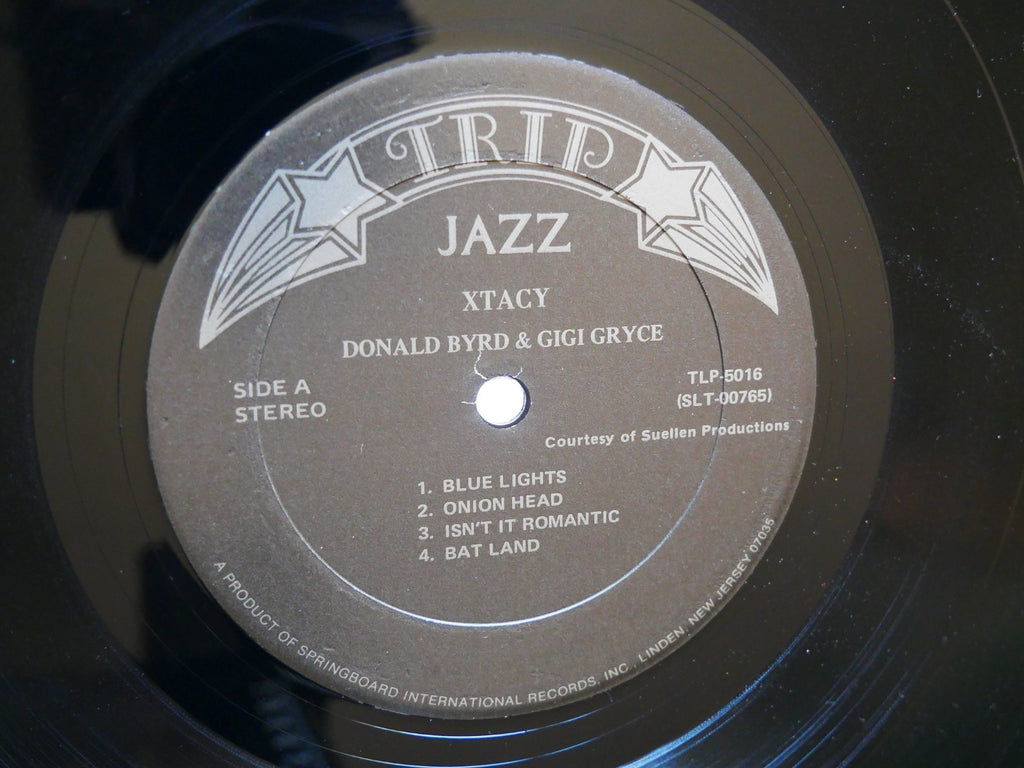 TRIP
JAZZ
XTACY
DONALD BYRD & GIGI GRYCE
SIDE A
STEREO
TLP-5016
(SLT-00765)
Courtesy of Suellen Productions
1. BLUE LIGHTS
2. ONION HEAD
3. ISN'T IT ROMANTIC
4. BAT LAND
A PRODUCT OF SPRINGBOARD INTERNATIONAL RECORDS, INC., LINDEN, NEW JERSEY 07035